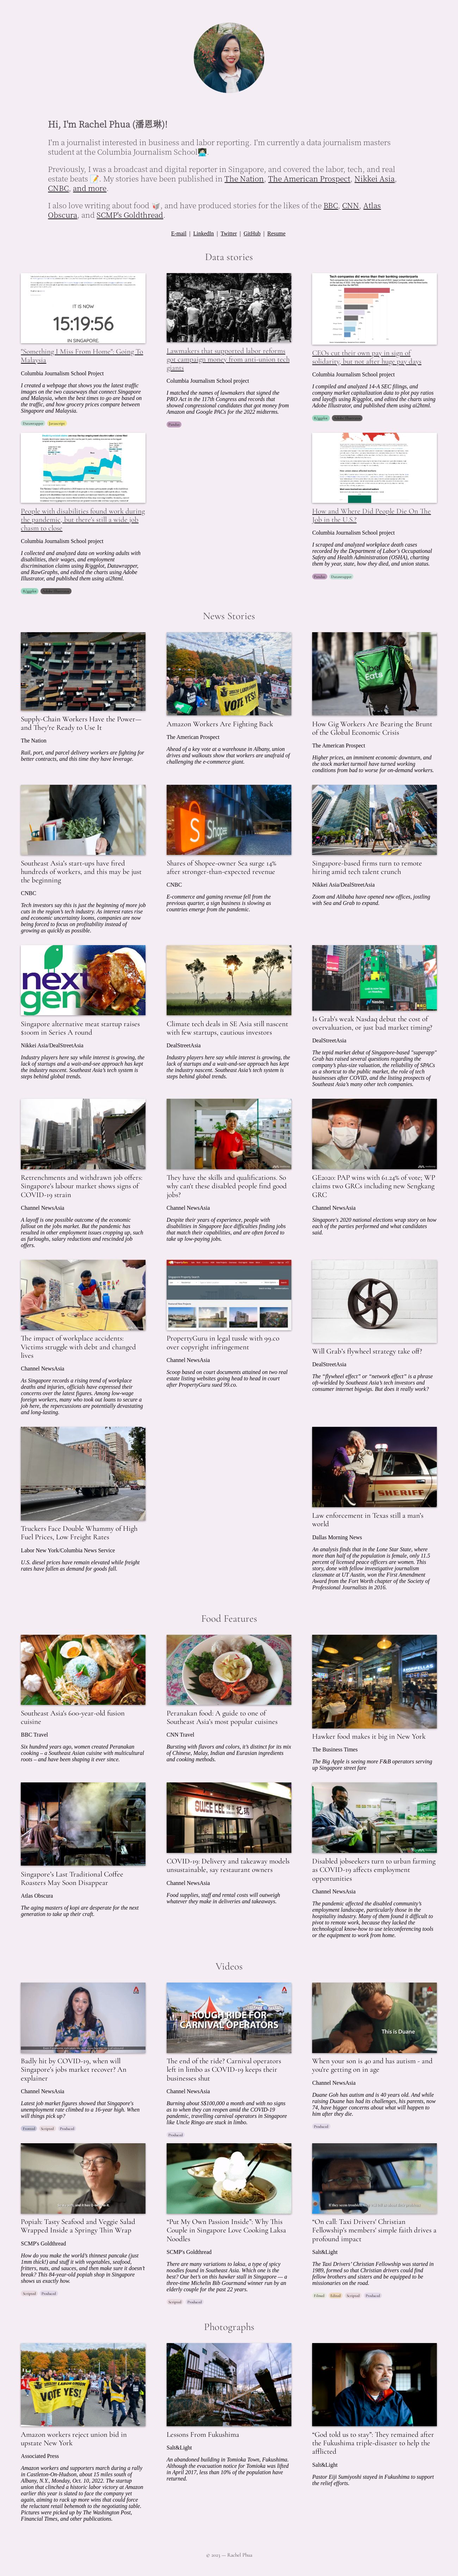 Hi, I'm Rachel Phua (潘恩琳)!
I'm a journalist interested in business and labor reporting. I'm currently a data journalism masters
student at the Columbia Journalism School
Previously, I was a broadcast and digital reporter in Singapore, and covered the labor, tech, and real
estate beats 📝. My stories have been published in The Nation, The American Prospect, Nikkei Asia,
CNBC, and more.
I also love writing about food 🥡, and have produced stories for the likes of the BBC, CNN, Atlas
Obscura, and SCMP's Goldthread.
E-mail | LinkedIn | Twitter | GitHub | Resume
Data stories
IT IS NOW
15:19:56
IN SINGAPORE.
"Something I Miss From Home": Going To
Malaysia
Columbia Journalism School Project
I created a webpage that shows you the latest traffic
images on the two causeways that connect Singapore
and Malaysia, when the best times to go are based on
the traffic, and how grocery prices compare between
Singapore and Malaysia.
Datawrapper Javascript
Lawmakers that supported labor reforms
got campaign money from anti-union tech
giants
Columbia Journalism School project
I matched the names of lawmakers that signed the
PRO Act in the 117th Congress and records that
showed congressional candidates who got money from
Amazon and Google PACs for the 2022 midterms.
Pandas
Tech companies did worse than their banking counterparts
CEOs cut their own pay in sign of
solidarity, but not after huge pay days
Columbia Journalism School project
I compiled and analyzed 14-A SEC filings, and
company market capitalization data to plot pay ratios
and layoffs using R/ggplot, and edited the charts using
Adobe Illustrator, and published them using ai2html.
R/ggplot Adobe Illustrator
People with disabilities found work during
the pandemic, but there's still a wide job
chasm to close
Columbia Journalism School project
I collected and analyzed data on working adults with
disabilities, their wages, and employment
discrimination claims using R/ggplot, Datawrapper,
and RawGraphs, and edited the charts using Adobe
Illustrator, and published them using ai2html.
R/ggplot Adobe Illustrator
How and Where Did People Die On The
Job in the U.S.?
Columbia Journalism School project
I scraped and analyzed workplace death cases
recorded by the Department of Labor's Occupational
Safety and Health Administration (OSHA), charting
them by year, state, how they died, and union status.
Pandas Datawrapper
News Stories
Supply-Chain Workers Have the Power—
and They're Ready to Use It
The Nation
Rail, port, and parcel delivery workers are fighting for
better contracts, and this time they have leverage.
VOTE YES!
Amazon Workers Are Fighting Back
The American Prospect
Ahead of a key vote at a warehouse in Albany, union
drives and walkouts show that workers are unafraid of
challenging the e-commerce giant.
Uber
Eats
How Gig Workers Are Bearing the Brunt
of the Global Economic Crisis
The American Prospect
Higher prices, an imminent economic downturn, and
the stock market turmoil have turned working
conditions from bad to worse for on-demand workers.
Southeast Asia's start-ups have fired
hundreds of workers, and this may be just
the beginning
CNBC
Tech investors say this is just the beginning of more job
cuts in the region's tech industry. As interest rates rise
and economic uncertainty looms, companies are now
being forced to focus on profitability instead of
growing as quickly as possible.
Shopee
Shares of Shopee-owner Sea surge 14%
after stronger-than-expected revenue
CNBC
E-commerce and gaming revenue fell from the
previous quarter, a sign business is slowing as
countries emerge from the pandemic.
Singapore-based firms turn to remote
hiring amid tech talent crunch
Nikkei Asia/DealStreetAsia
Zoom and Alibaba have opened new offices, jostling
with Sea and Grab to expand.
next
gen
Singapore alternative meat startup raises
$100m in Series A round
Nikkei Asia/DealStreetAsia
Industry players here say while interest is growing, the
lack of startups and a wait-and-see approach has kept
the industry nascent. Southeast Asia's tech system is
steps behind global trends.
Climate tech deals in SE Asia still nascent
with few startups, cautious investors
DealStreetAsia
Industry players here say while interest is growing, the
lack of startups and a wait-and-see approach has kept
the industry nascent. Southeast Asia's tech system is
steps behind global trends.
Is Grab's weak Nasdaq debut the cost of
overvaluation, or just bad market timing?
DealStreetAsia
The tepid market debut of Singapore-based "superapp"
Grab has raised several questions regarding the
company's plus-size valuation, the reliability of SPACs
as a shortcut to the public market, the role of tech
businesses after COVID, and the listing prospects of
Southeast Asia's many other tech companies.
Retrenchments and withdrawn job offers:
Singapore's labour market shows signs of
COVID-19 strain
Channel NewsAsia
A layoff is one possible outcome of the economic
fallout on the jobs market. But the pandemic has
resulted in other employment issues cropping up, such
as furloughs, salary reductions and rescinded job
offers.
They have the skills and qualifications. So
why can't these disabled people find good
jobs?
Channel NewsAsia
Despite their years of experience, people with
disabilities in Singapore face difficulties finding jobs
that match their capabilities, and are often forced to
take up low-paying jobs.
GE2020: PAP wins with 61.24% of vote; WP
claims two GRCs including new Sengkang
GRC
Channel NewsAsia
Singapore's 2020 national elections wrap story on how
each of the parties performed and what candidates
said.
The impact of workplace accidents:
Victims struggle with debt and changed
lives
Channel NewsAsia
As Singapore records a rising trend of workplace
deaths and injuries, officials have expressed their
concerns over the latest figures. Among low-wage
foreign workers, many who took out loans to secure a
job here, the repercussions are potentially devastating
and long-lasting.
PropertyGuru in legal tussle with 99.co
over copyright infringement
Channel NewsAsia
Scoop based on court documents attained on two real
estate listing websites going head to head in court
after PropertyGuru sued 99.co.
Will Grab's flywheel strategy take off?
DealStreetAsia
The "flywheel effect" or "network effect" is a phrase
oft-wielded by Southeast Asia's tech investors and
consumer internet bigwigs. But does it really work?
Truckers Face Double Whammy of High
Fuel Prices, Low Freight Rates
Labor New York/Columbia News Service
U.S. diesel prices have remain elevated while freight
rates have fallen as demand for goods fall.
SHERIFF
Law enforcement in Texas still a man's
world
Dallas Morning News
An analysis finds that in the Lone Star State, where
more than half of the population is female, only 11.5
percent of licensed peace officers are women. This
story, done with fellow investigative journalism
classmate at UT Austin, won the First Amendment
Award from the Fort Worth chapter of the Society of
Professional Journalists in 2016.
Food Features
Southeast Asia's 600-year-old fusion
cuisine
BBC Travel
Six hundred years ago, women created Peranakan
cooking – a Southeast Asian cuisine with multicultural
roots – and have been shaping it ever since.
Peranakan food: A guide to one of
Southeast Asia's most popular cuisines
CNN Travel
Bursting with flavors and colors, it's distinct for its mix
of Chinese, Malay, Indian and Eurasian ingredients
and cooking methods.
Hawker food makes it big in New York
The Business Times
The Big Apple is seeing more F&B operators serving
up Singapore street fare
Singapore's Last Traditional Coffee
Roasters May Soon Disappear
Atlas Obscura
The aging masters of kopi are desperate for the next
generation to take up their craft.
SWEE KEE
COVID-19: Delivery and takeaway models
unsustainable, say restaurant owners
Channel NewsAsia
Food supplies, staff and rental costs will outweigh
whatever they make in deliveries and takeaways.
Disabled jobseekers turn to urban farming
as COVID-19 affects employment
opportunities
Channel NewsAsia
The pandemic affected the disabled community's
employment landscape, particularly those in the
hospitality industry. Many of them found it difficult to
pivot to remote work, because they lacked the
technological know-how to use teleconferencing tools
or the equipment to work from home.
Videos
Badly hit by COVID-19, when will
Singapore's jobs market recover? An
explainer
Channel NewsAsia
Latest job market figures showed that Singapore's
unemployment rate climbed to a 16-year high. When
will things pick up?
Scripted Produced
ROUGH RIDE FOR
CARNIVAL OPERATORS
The end of the ride? Carnival operators
left in limbo as COVID-19 keeps their
businesses shut
Channel NewsAsia
Burning about S$100,000 a month and with no signs
as to when they can reopen amid the COVID-19
pandemic, travelling carnival operators in Singapore
like Uncle Ringo are stuck in limbo.
Produced
This is Duane
When your son is 40 and has autism - and
you're getting on in age
Channel NewsAsia
Duane Goh has autism and is 40 years old. And while
raising Duane has had its challenges, his parents, now
74, have bigger concerns about what will happen to
him after they die.
Produced
Popiah: Tasty Seafood and Veggie Salad
Wrapped Inside a Springy Thin Wrap
SCMP's Goldthread
How do you make the world's thinnest pancake (just
1mm thick!) and stuff it with vegetables, seafood,
fritters, nuts, and sauces, and then make sure it doesn't
break? This 84-year-old popiah shop in Singapore
shows us exactly how.
Scripted Produced
"Put My Own Passion Inside": Why This
Couple in Singapore Love Cooking Laksa
Noodles
SCMP's Goldthread
There are many variations to laksa, a type of spicy
noodles found in Southeast Asia. Which one is the
best? Our bet's on this hawker stall in Singapore — a
three-time Michelin Bib Gourmand winner run by an
elderly couple for the past 22 years.
Scripted Produced
"On call: Taxi Drivers' Christian
Fellowship's members' simple faith drives a
profound impact
Salt&Light
The Taxi Drivers' Christian Fellowship was started in
1989, formed so that Christian drivers could find
fellow brothers and sisters and be equipped to be
missionaries on the road.
Filmed Edited Scripted Produced
Photographs
VOTE YES!
Amazon workers reject union bid in
upstate New York
Associated Press
Amazon workers and supporters march during a rally
in Castleton-On-Hudson, about 15 miles south of
Albany, N.Y., Monday, Oct. 10, 2022. The startup
union that clinched a historic labor victory at Amazon
earlier this year is slated to face the company yet
again, aiming to rack up more wins that could force
the reluctant retail behemoth to the negotiating table.
Pictures were picked up by The Washington Post,
Financial Times, and other publications.
Lessons From Fukushima
Salt&Light
An abandoned building in Tomioka Town, Fukushima.
Although the evacuation notice for Tomioka was lifted
in April 2017, less than 10% of the population have
returned.
"God told us to stay": They remained after
the Fukushima triple-disaster to help the
afflicted
Salt&Light
Pastor Eiji Sumiyoshi stayed in Fukushima to support
the relief efforts.
© 2023 — Rachel Phua